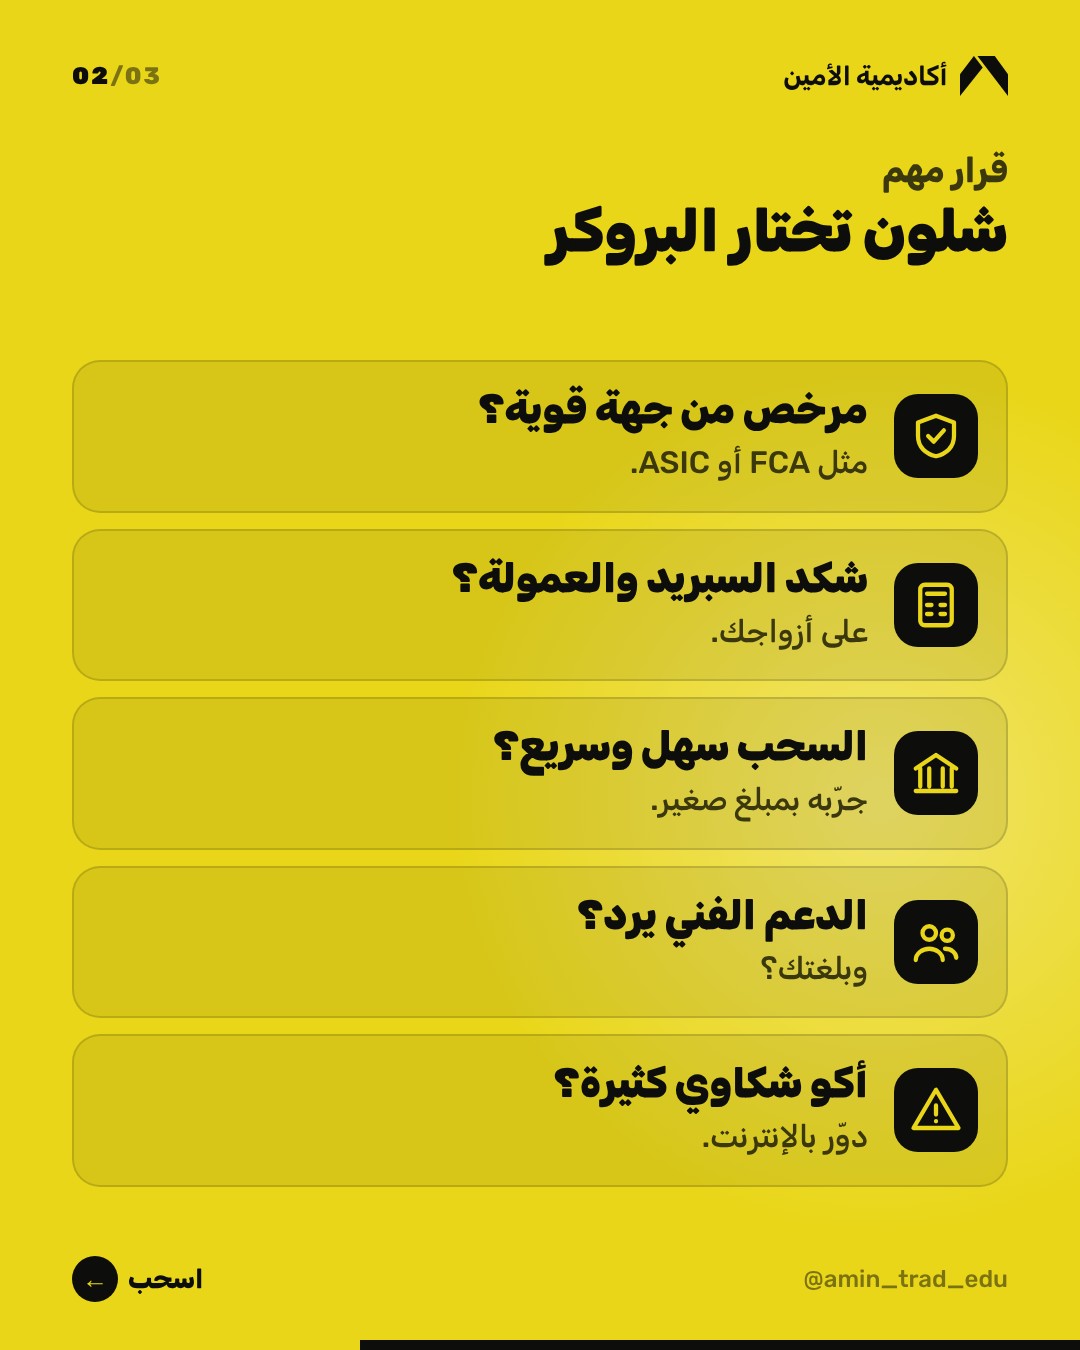 أكاديمية الأمين
02/03
قرار مهم
شلون تختار البروكر
مرخص من جهة قوية؟
مثل FCA أو ASIC.
شكد السبريد والعمولة؟
على أزواجك.
السحب سهل وسريع؟
جرّبه بمبلغ صغير.
الدعم الفني يرد؟
وبلغتك؟
أكو شكاوي كثيرة؟
دوّر بالإنترنت.
@amin_trad_edu
اسحب ←